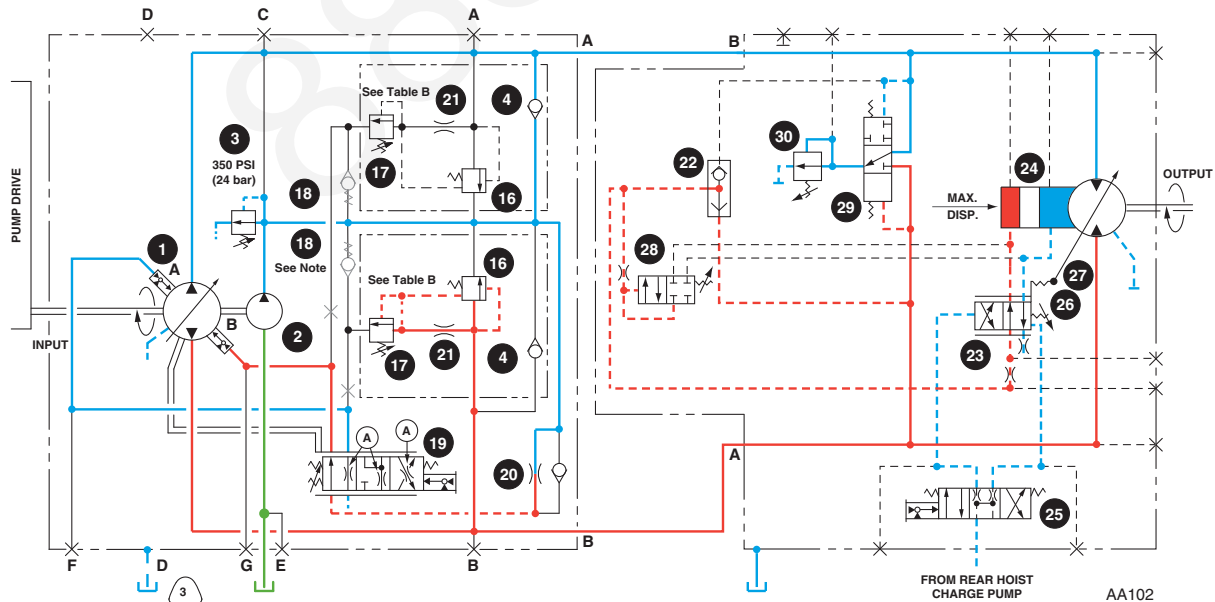 D
C
A
A
B
See Table B
21
4
3
350 PSI
(24 bar)
17
18
16
30
22
29
24
MAX.
DISP.
OUTPUT
PUMP DRIVE
18
See Note
1
A
16
See Table B
28
27
26
B
2
INPUT
17
21
4
23
A
A
19
20
A
25
B
F
D
G
E
B
3
FROM REAR HOIST
CHARGE PUMP
AA102